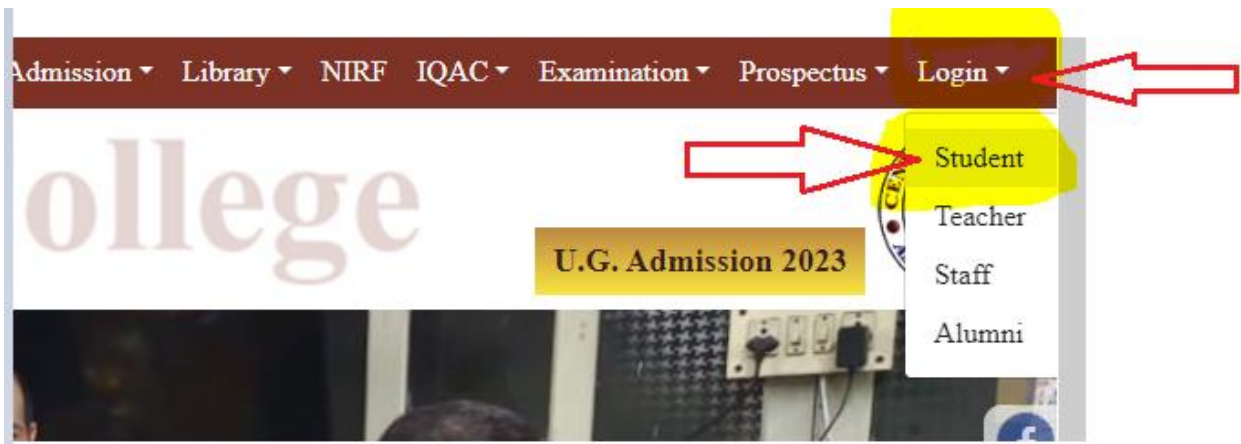 Admission Library NIRF IQAC Examination Prospectus Login
Student
ollege
Teacher
U.G. Admission 2023
Staff
Alumni